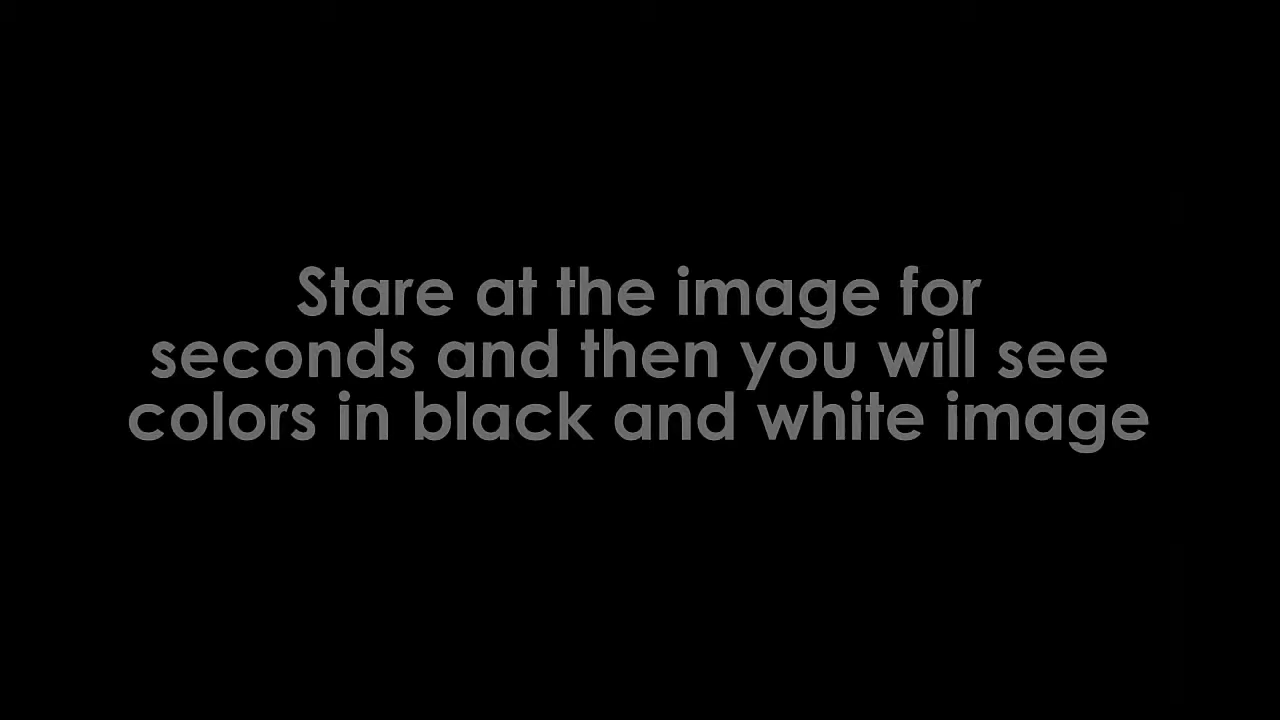 Stare at the image for
seconds and then you will see
colors in black and white image